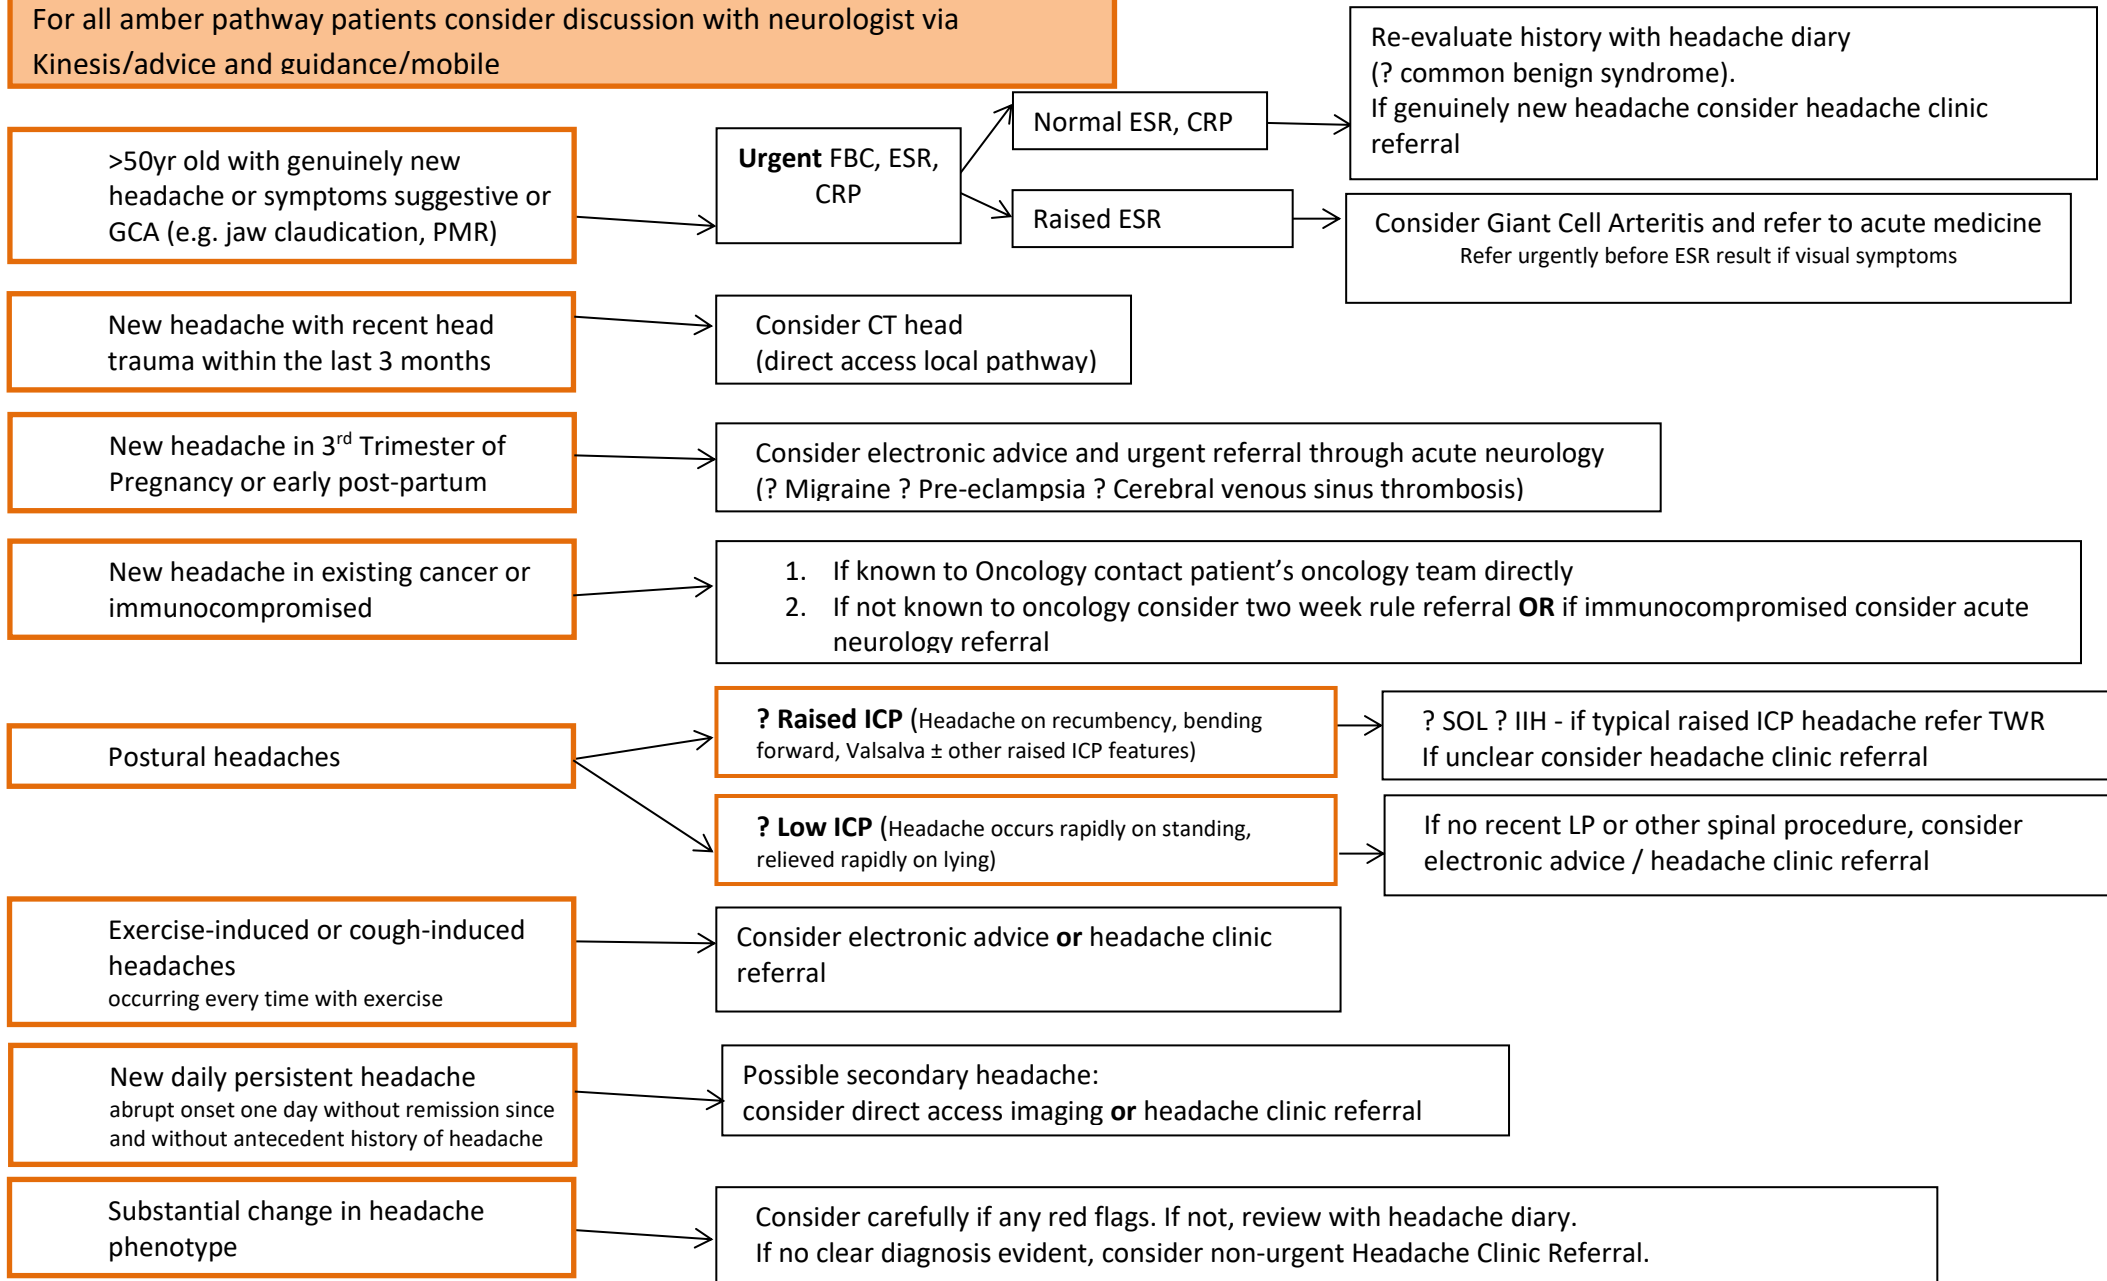 For all amber pathway patients consider discussion with neurologist via
Kinesis/advice and guidance/mobile
>50yr old with genuinely new
headache or symptoms suggestive or
GCA (e.g. jaw claudication, PMR)
Urgent FBC, ESR,
CRP
Normal ESR, CRP
Re-evaluate history with headache diary
(? common benign syndrome).
If genuinely new headache consider headache clinic
referral
Raised ESR
Consider Giant Cell Arteritis and refer to acute medicine
Refer urgently before ESR result if visual symptoms
New headache with recent head
trauma within the last 3 months
Consider CT head
(direct access local pathway)
New headache in 3rd Trimester of
Pregnancy or early post-partum
Consider electronic advice and urgent referral through acute neurology
(? Migraine ? Pre-eclampsia ? Cerebral venous sinus thrombosis)
New headache in existing cancer or
immunocompromised
1. If known to Oncology contact patient’s oncology team directly
2. If not known to oncology consider two week rule referral OR if immunocompromised consider acute
neurology referral
Postural headaches
? Raised ICP (Headache on recumbency, bending
forward, Valsalva ± other raised ICP features)
? SOL ? IIH - if typical raised ICP headache refer TWR
If unclear consider headache clinic referral
? Low ICP (Headache occurs rapidly on standing,
relieved rapidly on lying)
If no recent LP or other spinal procedure, consider
electronic advice / headache clinic referral
Exercise-induced or cough-induced
headaches
occurring every time with exercise
Consider electronic advice or headache clinic
referral
New daily persistent headache
abrupt onset one day without remission since
and without antecedent history of headache
Possible secondary headache:
consider direct access imaging or headache clinic referral
Substantial change in headache
phenotype
Consider carefully if any red flags. If not, review with headache diary.
If no clear diagnosis evident, consider non-urgent Headache Clinic Referral.